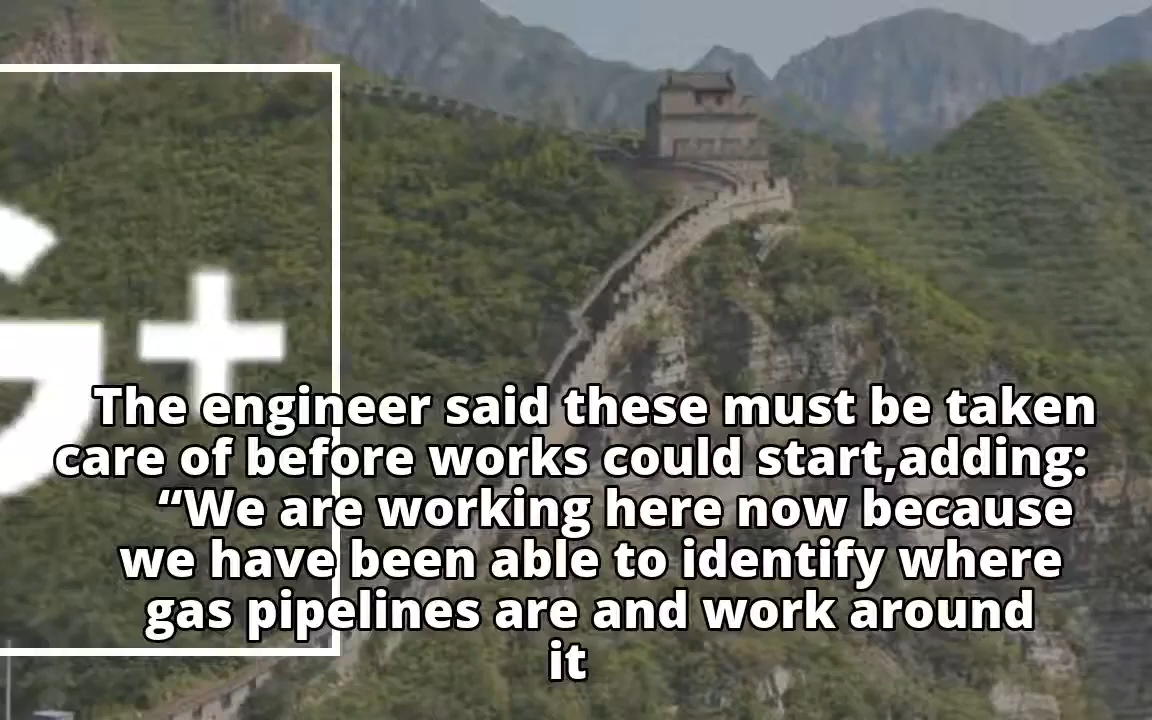 G+
The engineer said these must be taken
care of before works could start,adding:
“We are working here now because
we have been able to identify where
gas pipelines are and work around
it